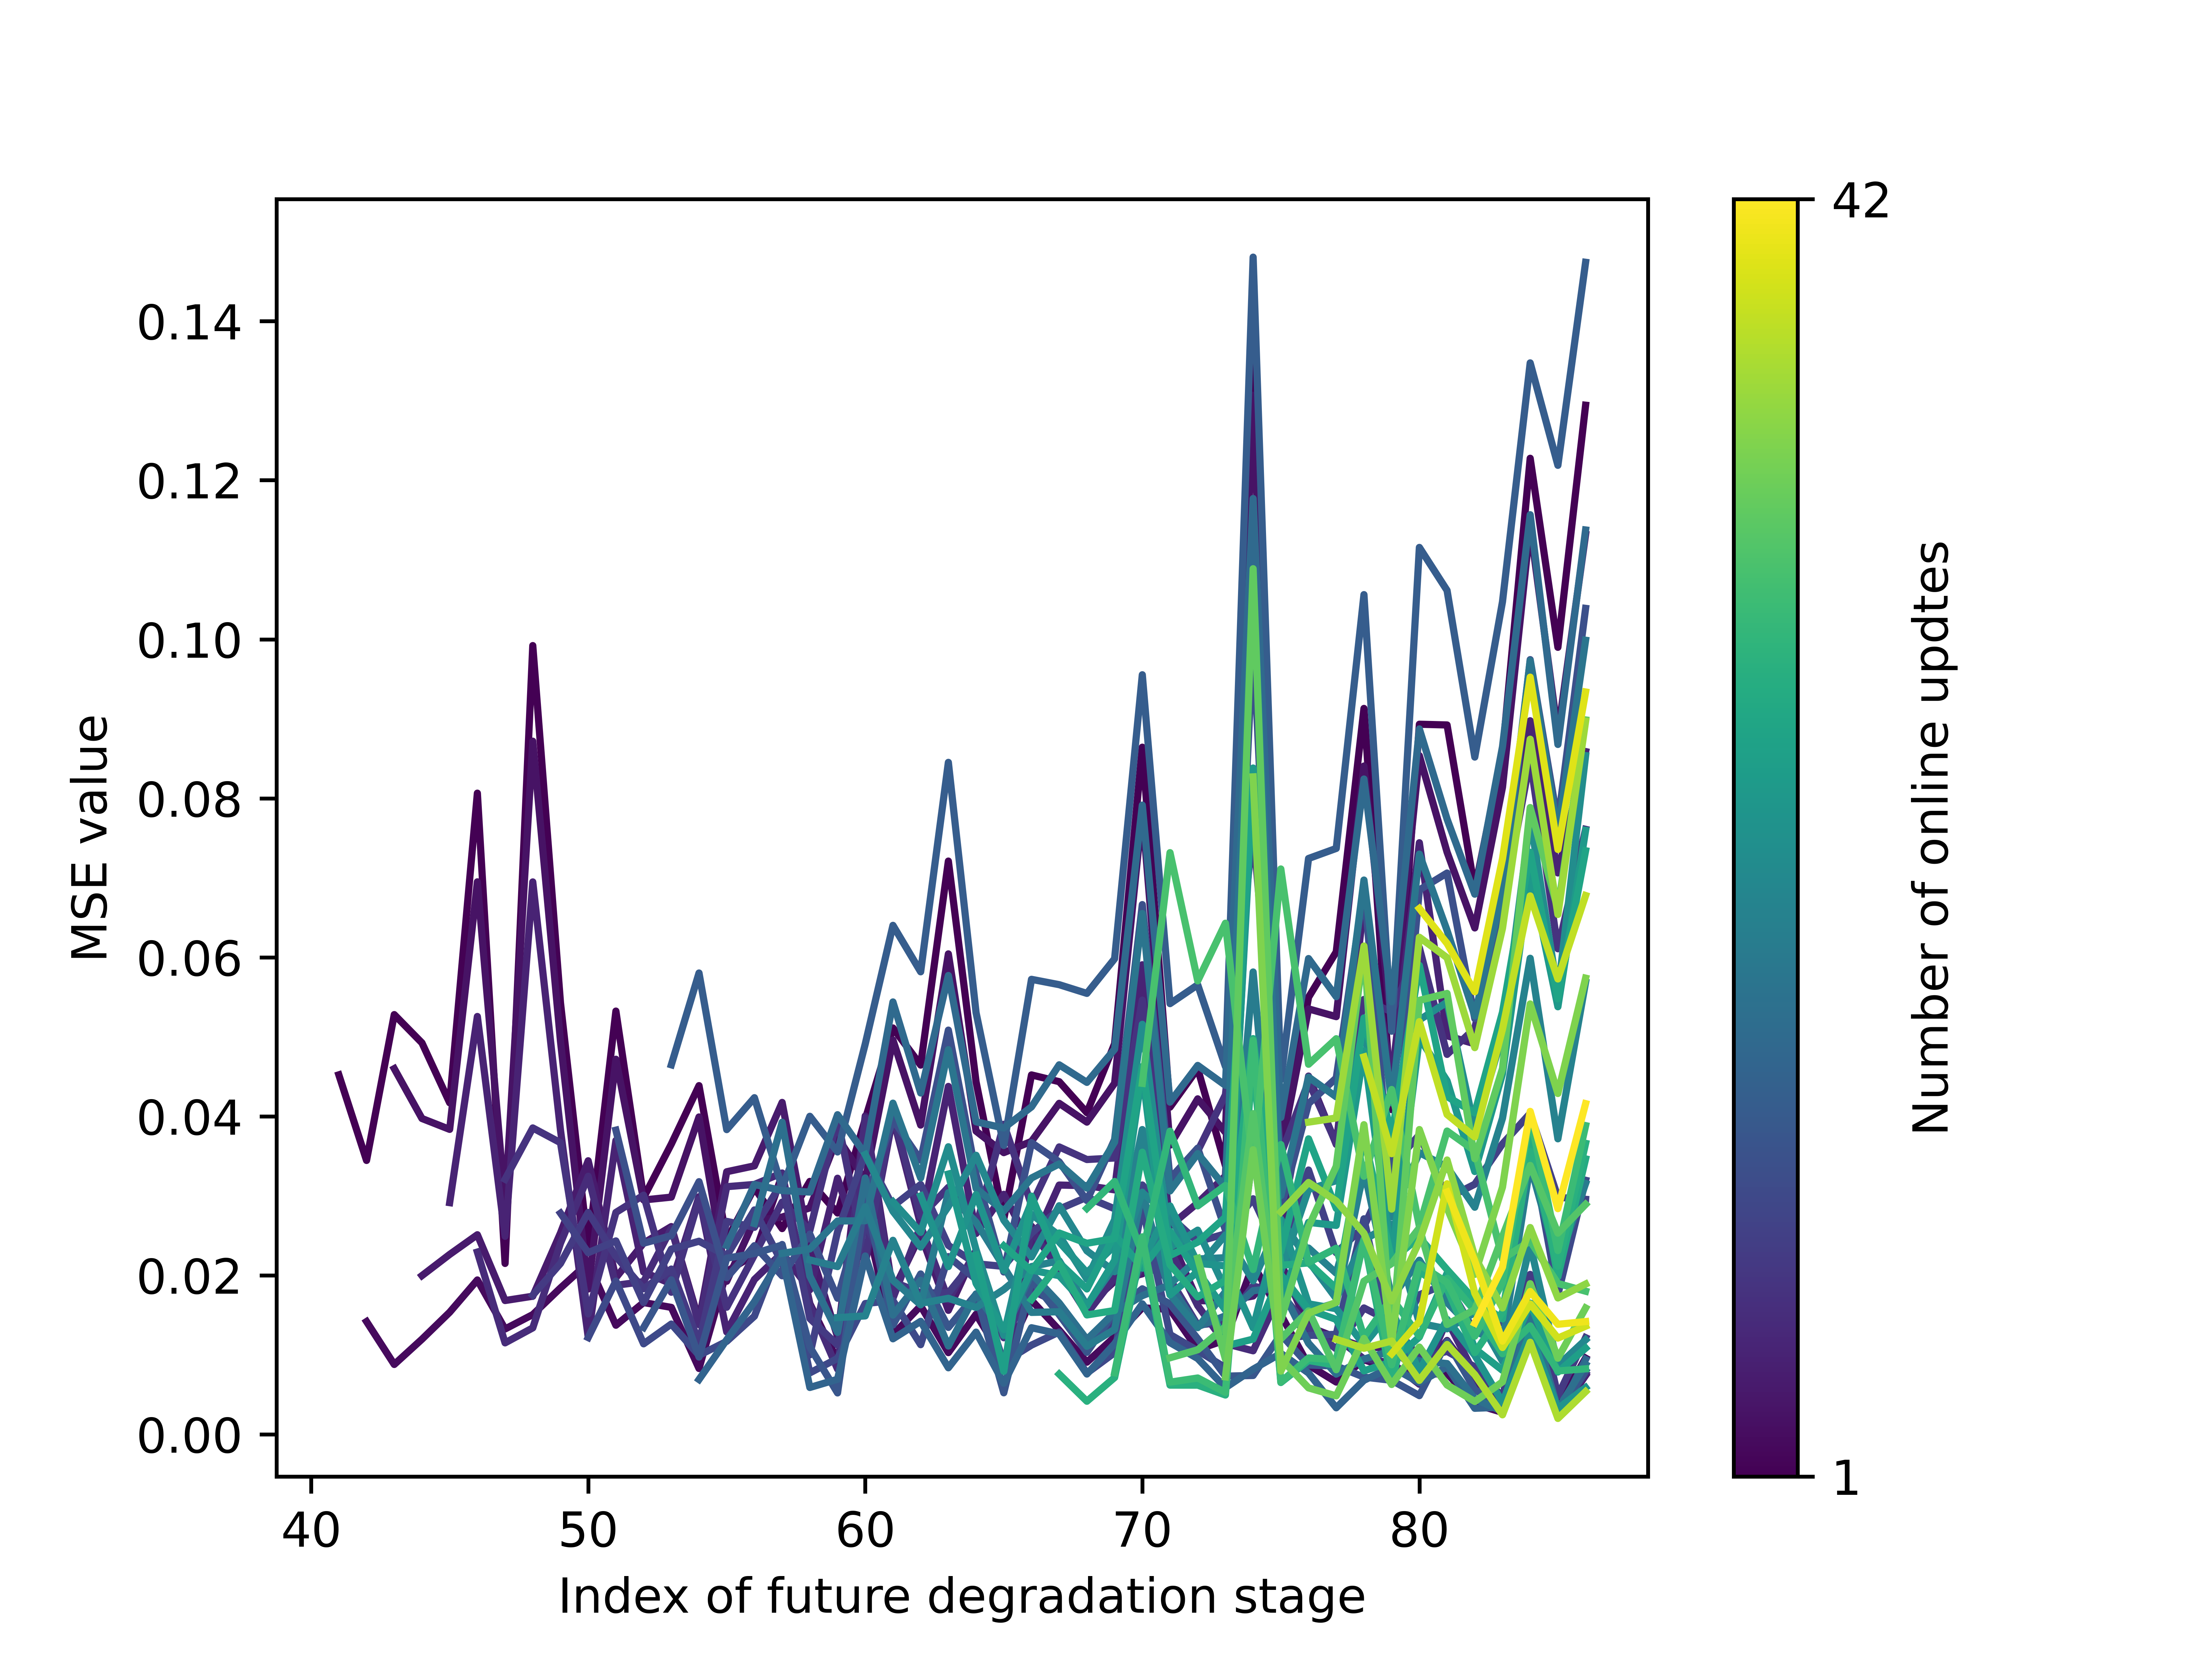 0.14
0.12
0.10
0.08
0.06
0.04
0.02
0.00
MSE value
40 50 60 70 80
Index of future degradation stage
42
1
Number of online updtes